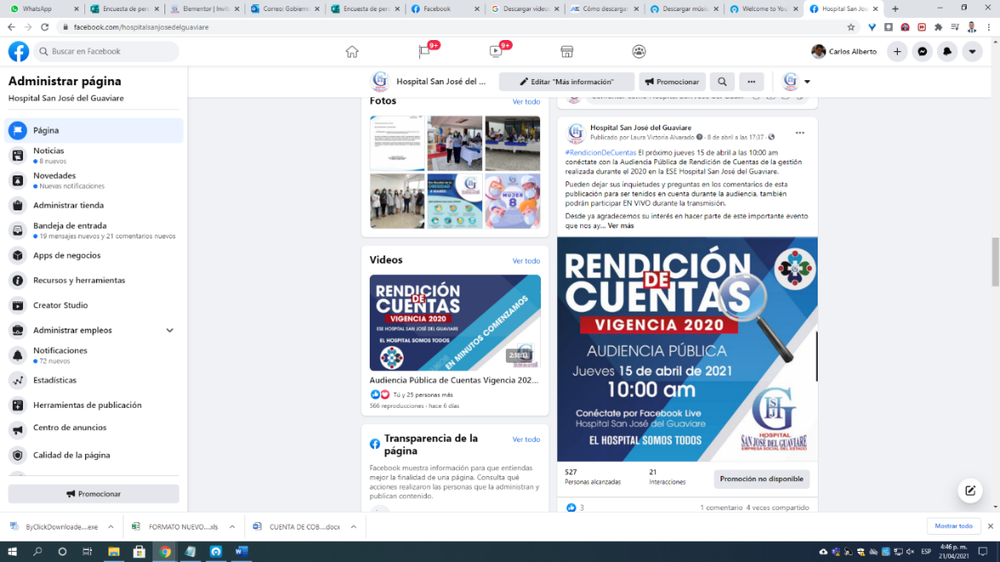 WhatsApp
Encuesta de per
Elementor | Invit
Correo: Gobiern
Encuesta de per
Facebook
Descargar video
Cómo descargar
Descargar músic
Welcome to You
Hospital San Jos
facebook.com/hospitalsanjosedelguaviare
Buscar en Facebook
9+
9+
Carlos Alberto
Administrar página
Hospital San José del Guaviare
Página
Noticias
8 nuevos
Novedades
Nuevas notificaciones
Administrar tienda
Bandeja de entrada
19 mensajes nuevos y 21 comentarios nuevos
Apps de negocios
Recursos y herramientas
Creator Studio
Administrar empleos
Notificaciones
72 nuevos
Estadísticas
Herramientas de publicación
Centro de anuncios
Calidad de la página
Promocionar
Hospital San José del ...
Editar "Más información"
Promocionar
Fotos
Ver todo
OBESIDAD
4 MARZO
MUJER
8
Videos
Ver todo
RENDICIÓN
DE
CUENTAS
VIGENCIA 2020
ESE HOSPITAL SAN JOSÉ DEL GUAVIARE
EL HOSPITAL SOMOS TODOS
EN MINUTOS COMENZAMOS
2:18:13
Audiencia Pública de Cuentas Vigencia 202...
Tú y 25 personas más
566 reproducciones · hace 6 días
Transparencia de la
página
Ver todo
Facebook muestra información para que entiendas
mejor la finalidad de una página. Consulta qué
acciones realizaron las personas que la administran y
publican contenido.
Hospital San José del Guaviare
Publicado por Laura Victoria Alvarado · 8 de abril a las 17:37 ·
#RendicionDeCuentas El próximo jueves 15 de abril a las 10:00 am
conéctate con la Audiencia Pública de Rendición de Cuentas de la gestión
realizada durante el 2020 en la ESE Hospital San José del Guaviare.
Pueden dejar sus inquietudes y preguntas en los comentarios de esta
publicación para ser tenidos en cuenta durante la audiencia. también
podrán participar EN VIVO durante la transmisión.
Desde ya agradecemos su interés en hacer parte de este importante evento
que nos ay... Ver más
RENDICIÓN
DE
CUENTAS
VIGENCIA 2020
AUDIENCIA PÚBLICA
Jueves 15 de abril de 2021
10:00 am
Conéctate por Facebook Live
Hospital San José del Guaviare
EL HOSPITAL SOMOS TODOS
HOSPITAL
SAN JOSÉ DEL GUAVIARE
EMPRESA SOCIAL DEL ESTADO
527
Personas alcanzadas
21
Interacciones
Promoción no disponible
3
1 comentario 4 veces compartido
ByClickDownloade....exe
FORMATO NUEVO....xls
CUENTA DE COB....docx
Mostrar todo
ESP
4:46 p. m.
21/04/2021